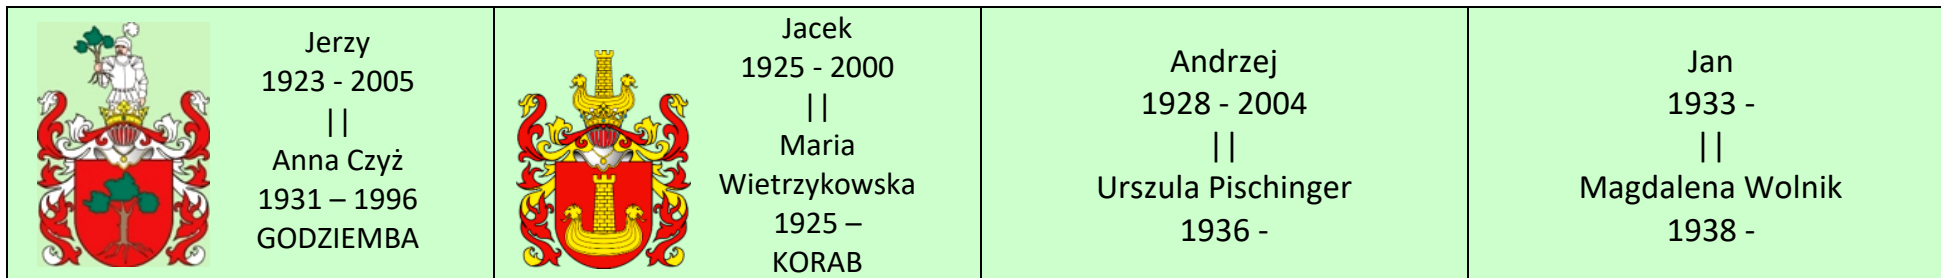 Jerzy
1923 - 2005
||
Anna Czyż
1931 – 1996
GODZIEMBA
Jacek
1925 - 2000
||
Maria
Wietrzykowska
1925 –
KORAB
Andrzej
1928 - 2004
||
Urszula Pischinger
1936 -
Jan
1933 -
||
Magdalena Wolnik
1938 -